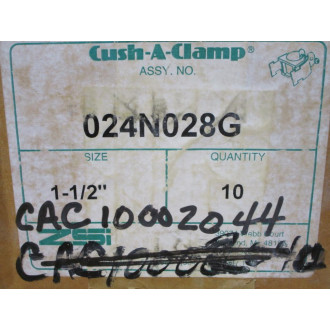 Cush-A-Clamp®
ASSY. NO.
024N028G
SIZE QUANTITY
1-1/2" 10
CAC10002044